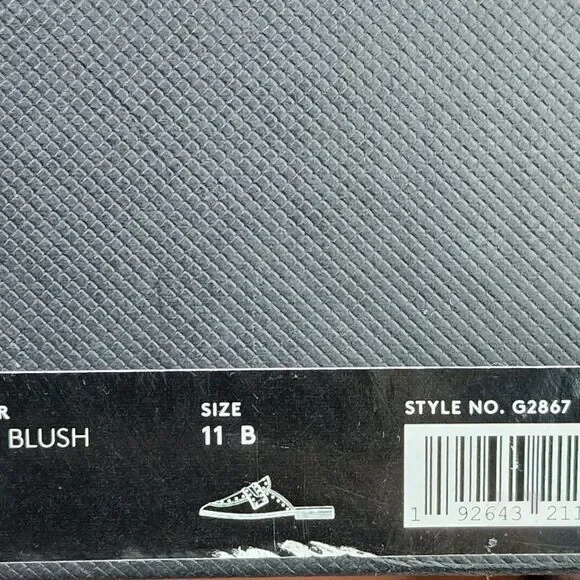 R SIZE STYLE NO. G2867
BLUSH 11 B
1 92643 211